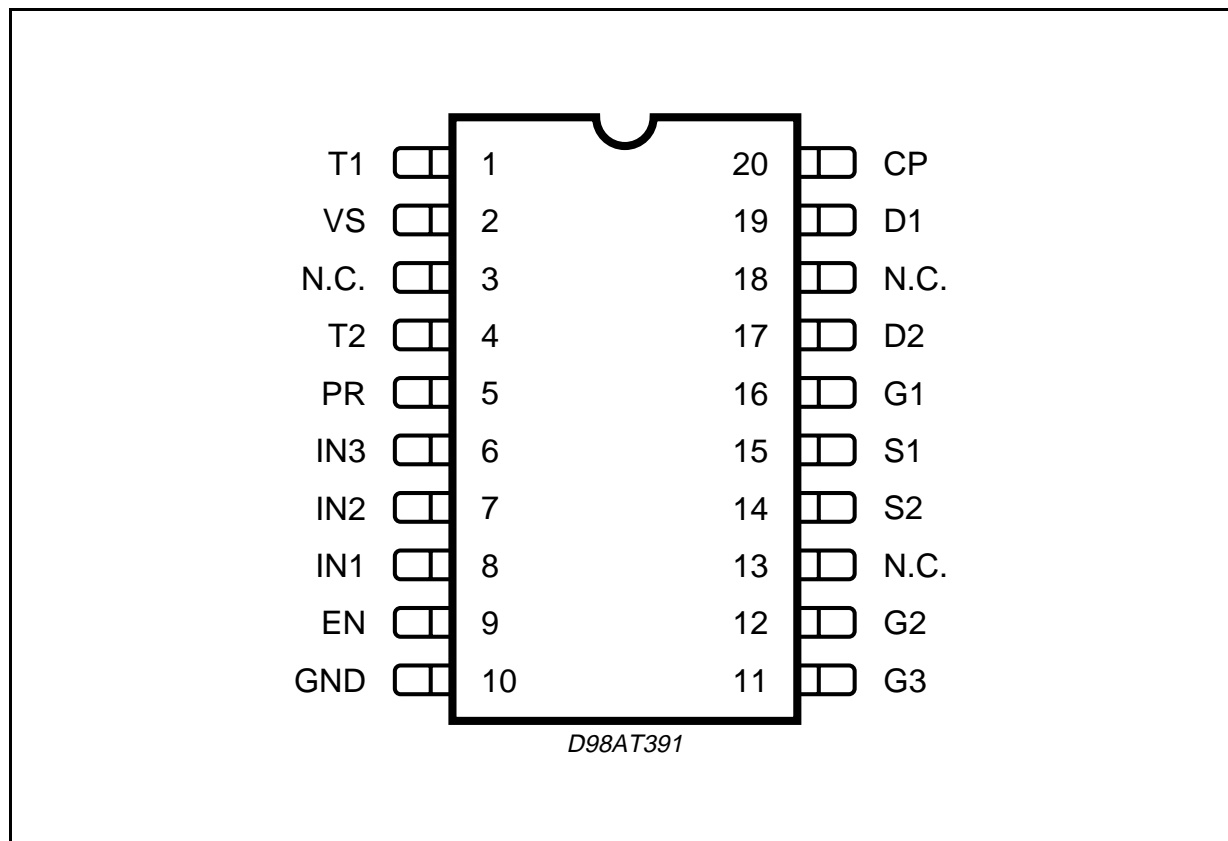 T1 1 20 CP
VS 2 19 D1
N.C. 3 18 N.C.
T2 4 17 D2
PR 5 16 G1
IN3 6 15 S1
IN2 7 14 S2
IN1 8 13 N.C.
EN 9 12 G2
GND 10 11 G3
D98AT391